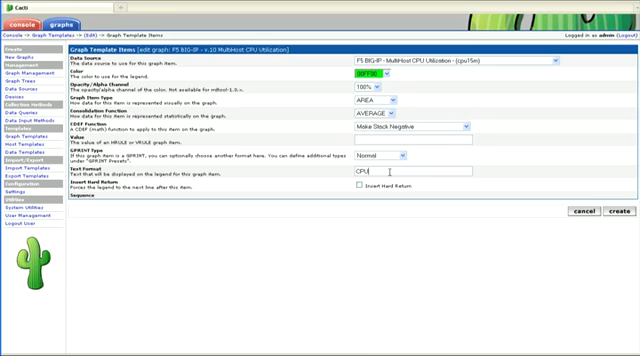 Cacti
console
graphs
Console -> Graph Templates -> (Edit) -> Graph Template Items
Logged in as admin (Logout)
Create
New Graphs
Management
Graph Management
Graph Trees
Data Sources
Devices
Collection Methods
Data Queries
Data Input Methods
Templates
Graph Templates
Host Templates
Data Templates
Import/Export
Import Templates
Export Templates
Configuration
Settings
Utilities
System Utilities
User Management
Logout User
Graph Template Items [edit graph: F5 BIG-IP - v.10 MultiHost CPU Utilization]
Data Source
The data source to use for this graph item.
F5 BIG-IP - MultiHost CPU Utilization - (cpu15m)
Color
The color to use for the legend.
00FF00
Opacity/Alpha Channel
The opacity/alpha channel of the color. Not available for rrdtool-1.0.x.
100%
Graph Item Type
How data for this item is represented visually on the graph.
AREA
Consolidation Function
How data for this item is represented statistically on the graph.
AVERAGE
CDEF Function
A CDEF (math) function to apply to this item on the graph.
Make Stack Negative
Value
The value of an HRULE or VRULE graph item.
GPRINT Type
If this graph item is a GPRINT, you can optionally choose another format here. You can define additional types under "GPRINT Presets".
Normal
Text Format
Text that will be displayed on the legend for this graph item.
CPU
Insert Hard Return
Forces the legend to the next line after this item.
Insert Hard Return
Sequence
cancel
create